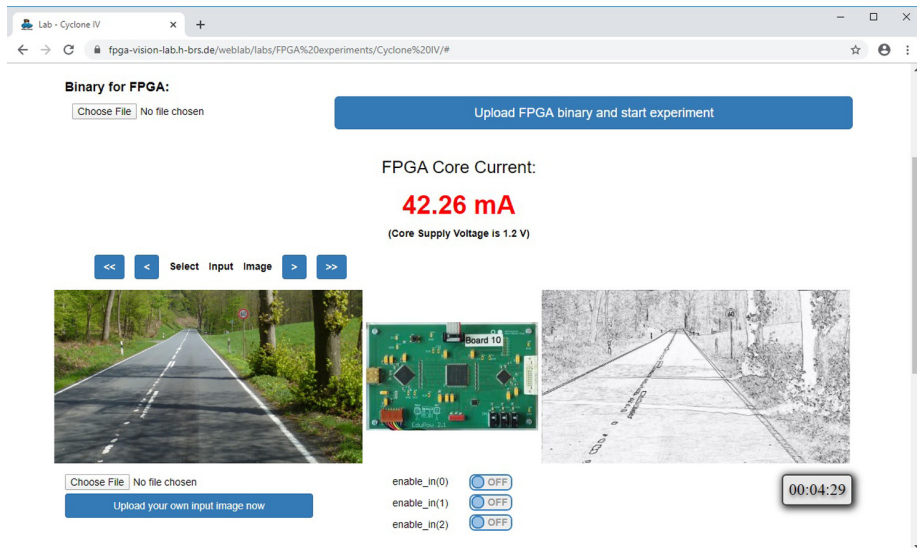 Lab - Cyclone IV
fpga-vision-lab.h-brs.de/weblab/labs/FPGA%20experiments/Cyclone%20IV/#
Binary for FPGA:
Choose File No file chosen
Upload FPGA binary and start experiment
FPGA Core Current:
42.26 mA
(Core Supply Voltage is 1.2 V)
<< < Select Input Image > >>
Board 10
EduPow 2.1
Choose File No file chosen
Upload your own input image now
enable_in(0) OFF
enable_in(1) OFF
enable_in(2) OFF
00:04:29